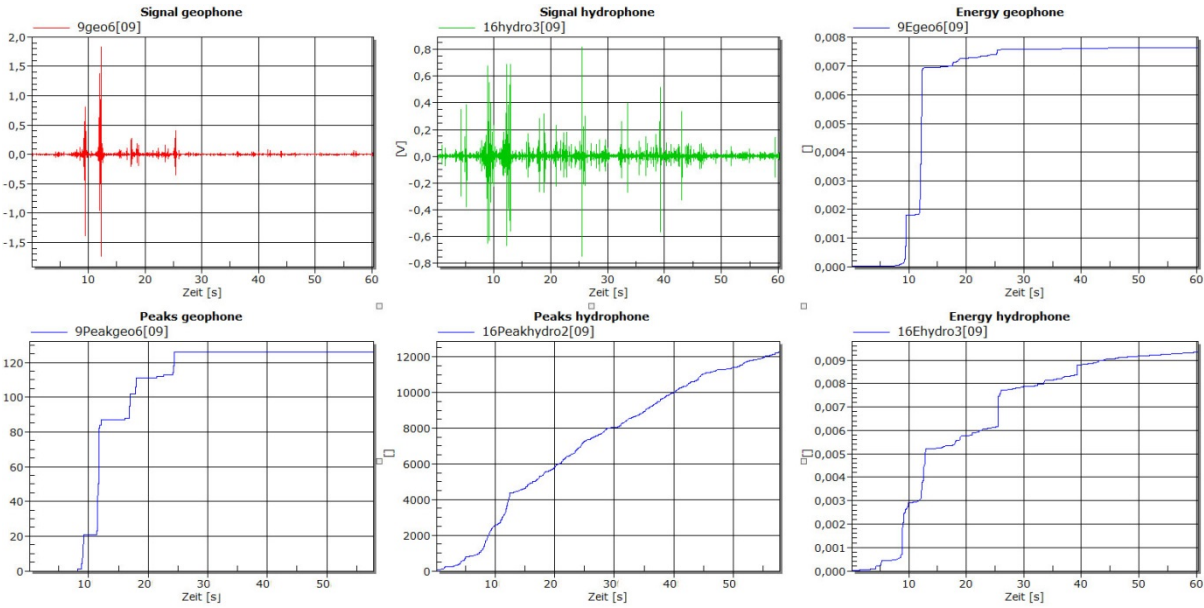 Signal geophone
9geo6[09]
2,0
1,5
1,0
0,5
0,0
-0,5
-1,0
-1,5
10 20 30 40 50 60
Zeit [s]
Signal hydrophone
16hydro3[09]
[V]
0,8
0,6
0,4
0,2
0,0
-0,2
-0,4
-0,6
-0,8
10 20 30 40 50 60
Zeit [s]
Energy geophone
9Egeo6[09]
[]
0,008
0,007
0,006
0,005
0,004
0,003
0,002
0,001
0,000
10 20 30 40 50 60
Zeit [s]
Peaks geophone
9Peakgeo6[09]
120
100
80
60
40
20
0
10 20 30 40 50
Zeit [s]
Peaks hydrophone
16Peakhydro2[09]
[]
12000
10000
8000
6000
4000
2000
0
10 20 30 40 50
Zeit [s]
Energy hydrophone
16Ehydro3[09]
[]
0,009
0,008
0,007
0,006
0,005
0,004
0,003
0,002
0,001
0,000
10 20 30 40 50 60
Zeit [s]